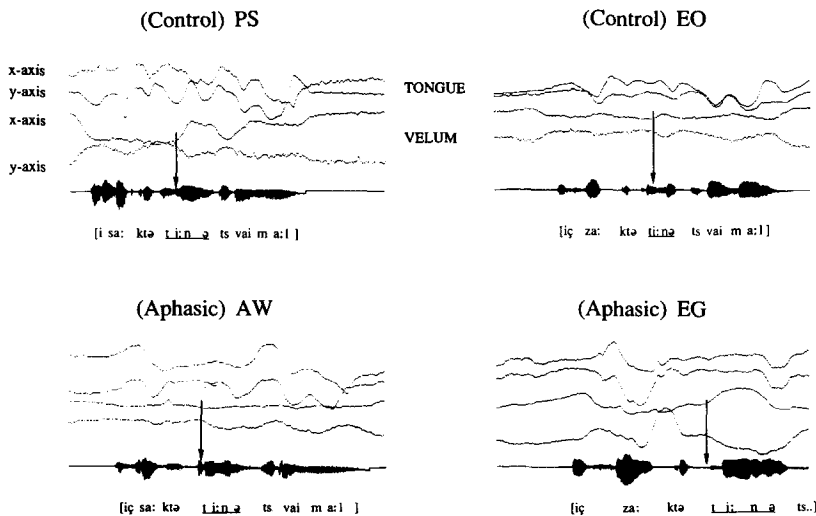 (Control) PS
(Control) EO
x-axis
y-axis
x-axis
y-axis
TONGUE
VELUM
[i sa: ktə t i:n ə ts vai m a:l ]
[iç za: ktə ti:nə ts vai m a:l ]
(Aphasic) AW
(Aphasic) EG
[iç sa: ktə t i:n ə ts vai m a:l ]
[iç za: ktə t i: n ə ts..]